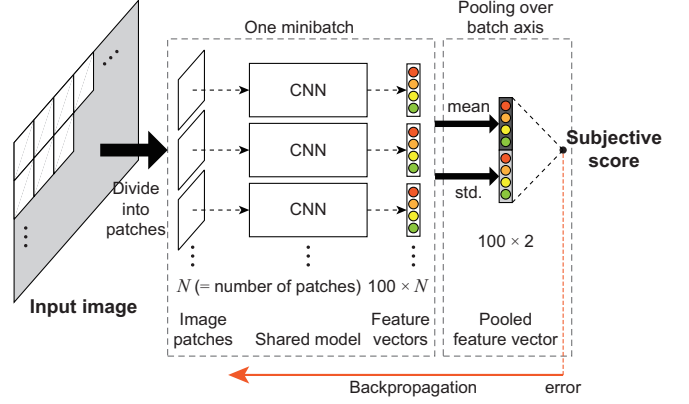 One minibatch
Pooling over
batch axis
CNN
CNN
CNN
mean
std.
Subjective
score
Divide
into
patches
100 × 2
N (= number of patches)
100 × N
Input image
Image
patches
Shared model
Feature
vectors
Pooled
feature vector
Backpropagation
error